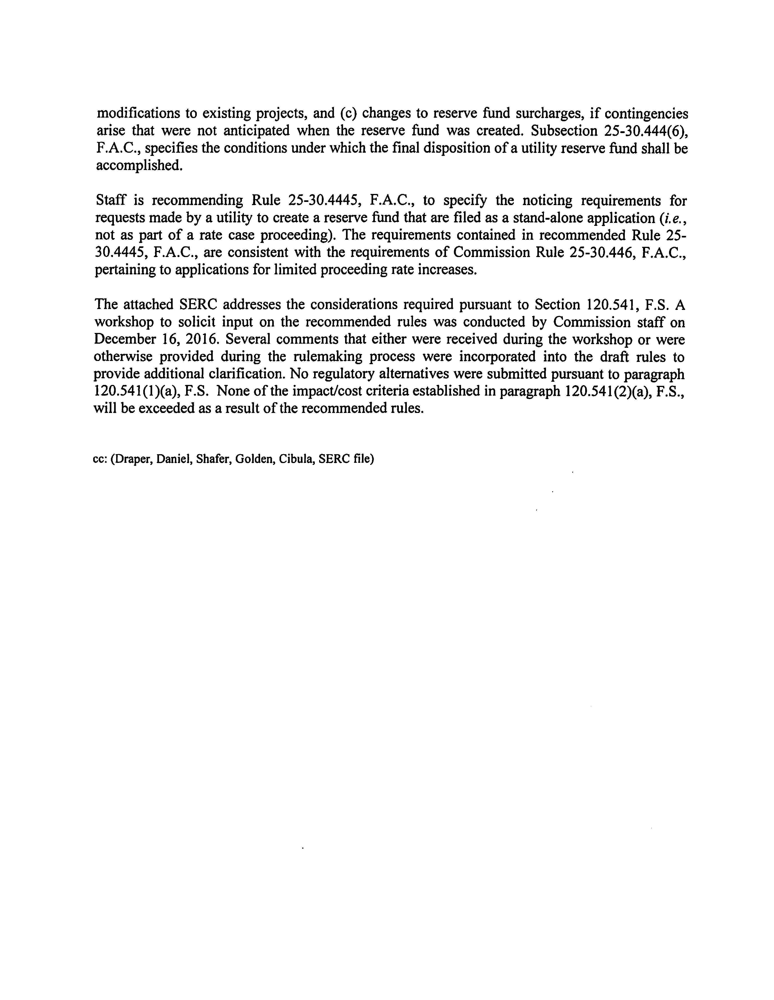 modifications to existing projects, and (c) changes to reserve fund surcharges, if contingencies
arise that were not anticipated when the reserve fund was created. Subsection 25-30.444(6),
F.A.C., specifies the conditions under which the final disposition of a utility reserve fund shall be
accomplished.
Staff is recommending Rule 25-30.4445, F.A.C., to specify the noticing requirements for
requests made by a utility to create a reserve fund that are filed as a stand-alone application (i.e.,
not as part of a rate case proceeding). The requirements contained in recommended Rule 25-
30.4445, F.A.C., are consistent with the requirements of Commission Rule 25-30.446, F.A.C.,
pertaining to applications for limited proceeding rate increases.
The attached SERC addresses the considerations required pursuant to Section 120.541, F.S. A
workshop to solicit input on the recommended rules was conducted by Commission staff on
December 16, 2016. Several comments that either were received during the workshop or were
otherwise provided during the rulemaking process were incorporated into the draft rules to
provide additional clarification. No regulatory alternatives were submitted pursuant to paragraph
120.541(1)(a), F.S.  None of the impact/cost criteria established in paragraph 120.541(2)(a), F.S.,
will be exceeded as a result of the recommended rules.
cc: (Draper, Daniel, Shafer, Golden, Cibula, SERC file)